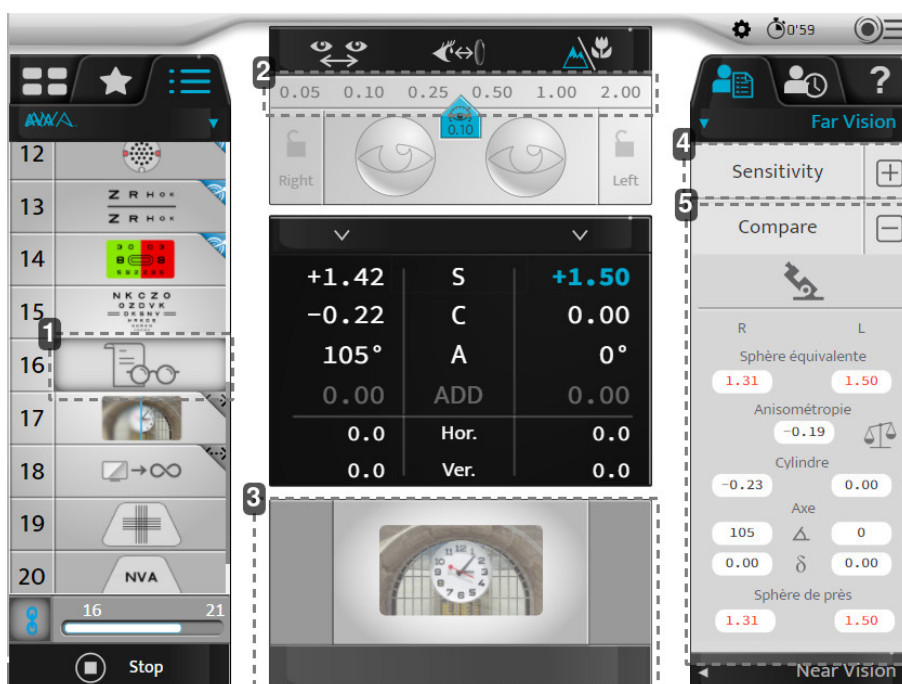 0'59
2
0.05 0.10 0.25 0.50 1.00 2.00
0.10
Right
Left
12
13
Z R H O K
Z R H O K
14
15
N K C Z O
O Z D V K
D K S N V
1
16
17
18
∞
19
20
NVA
16 21
Stop
+1.42 S +1.50
-0.22 C 0.00
105° A 0°
0.00 ADD 0.00
0.0 Hor. 0.0
0.0 Ver. 0.0
3
?
Far Vision
4
Sensitivity
5
Compare
R L
Sphère équivalente
1.31 1.50
Anisométropie
-0.19
Cylindre
-0.23 0.00
Axe
105 0
0.00 δ 0.00
Sphère de près
1.31 1.50
Near Vision